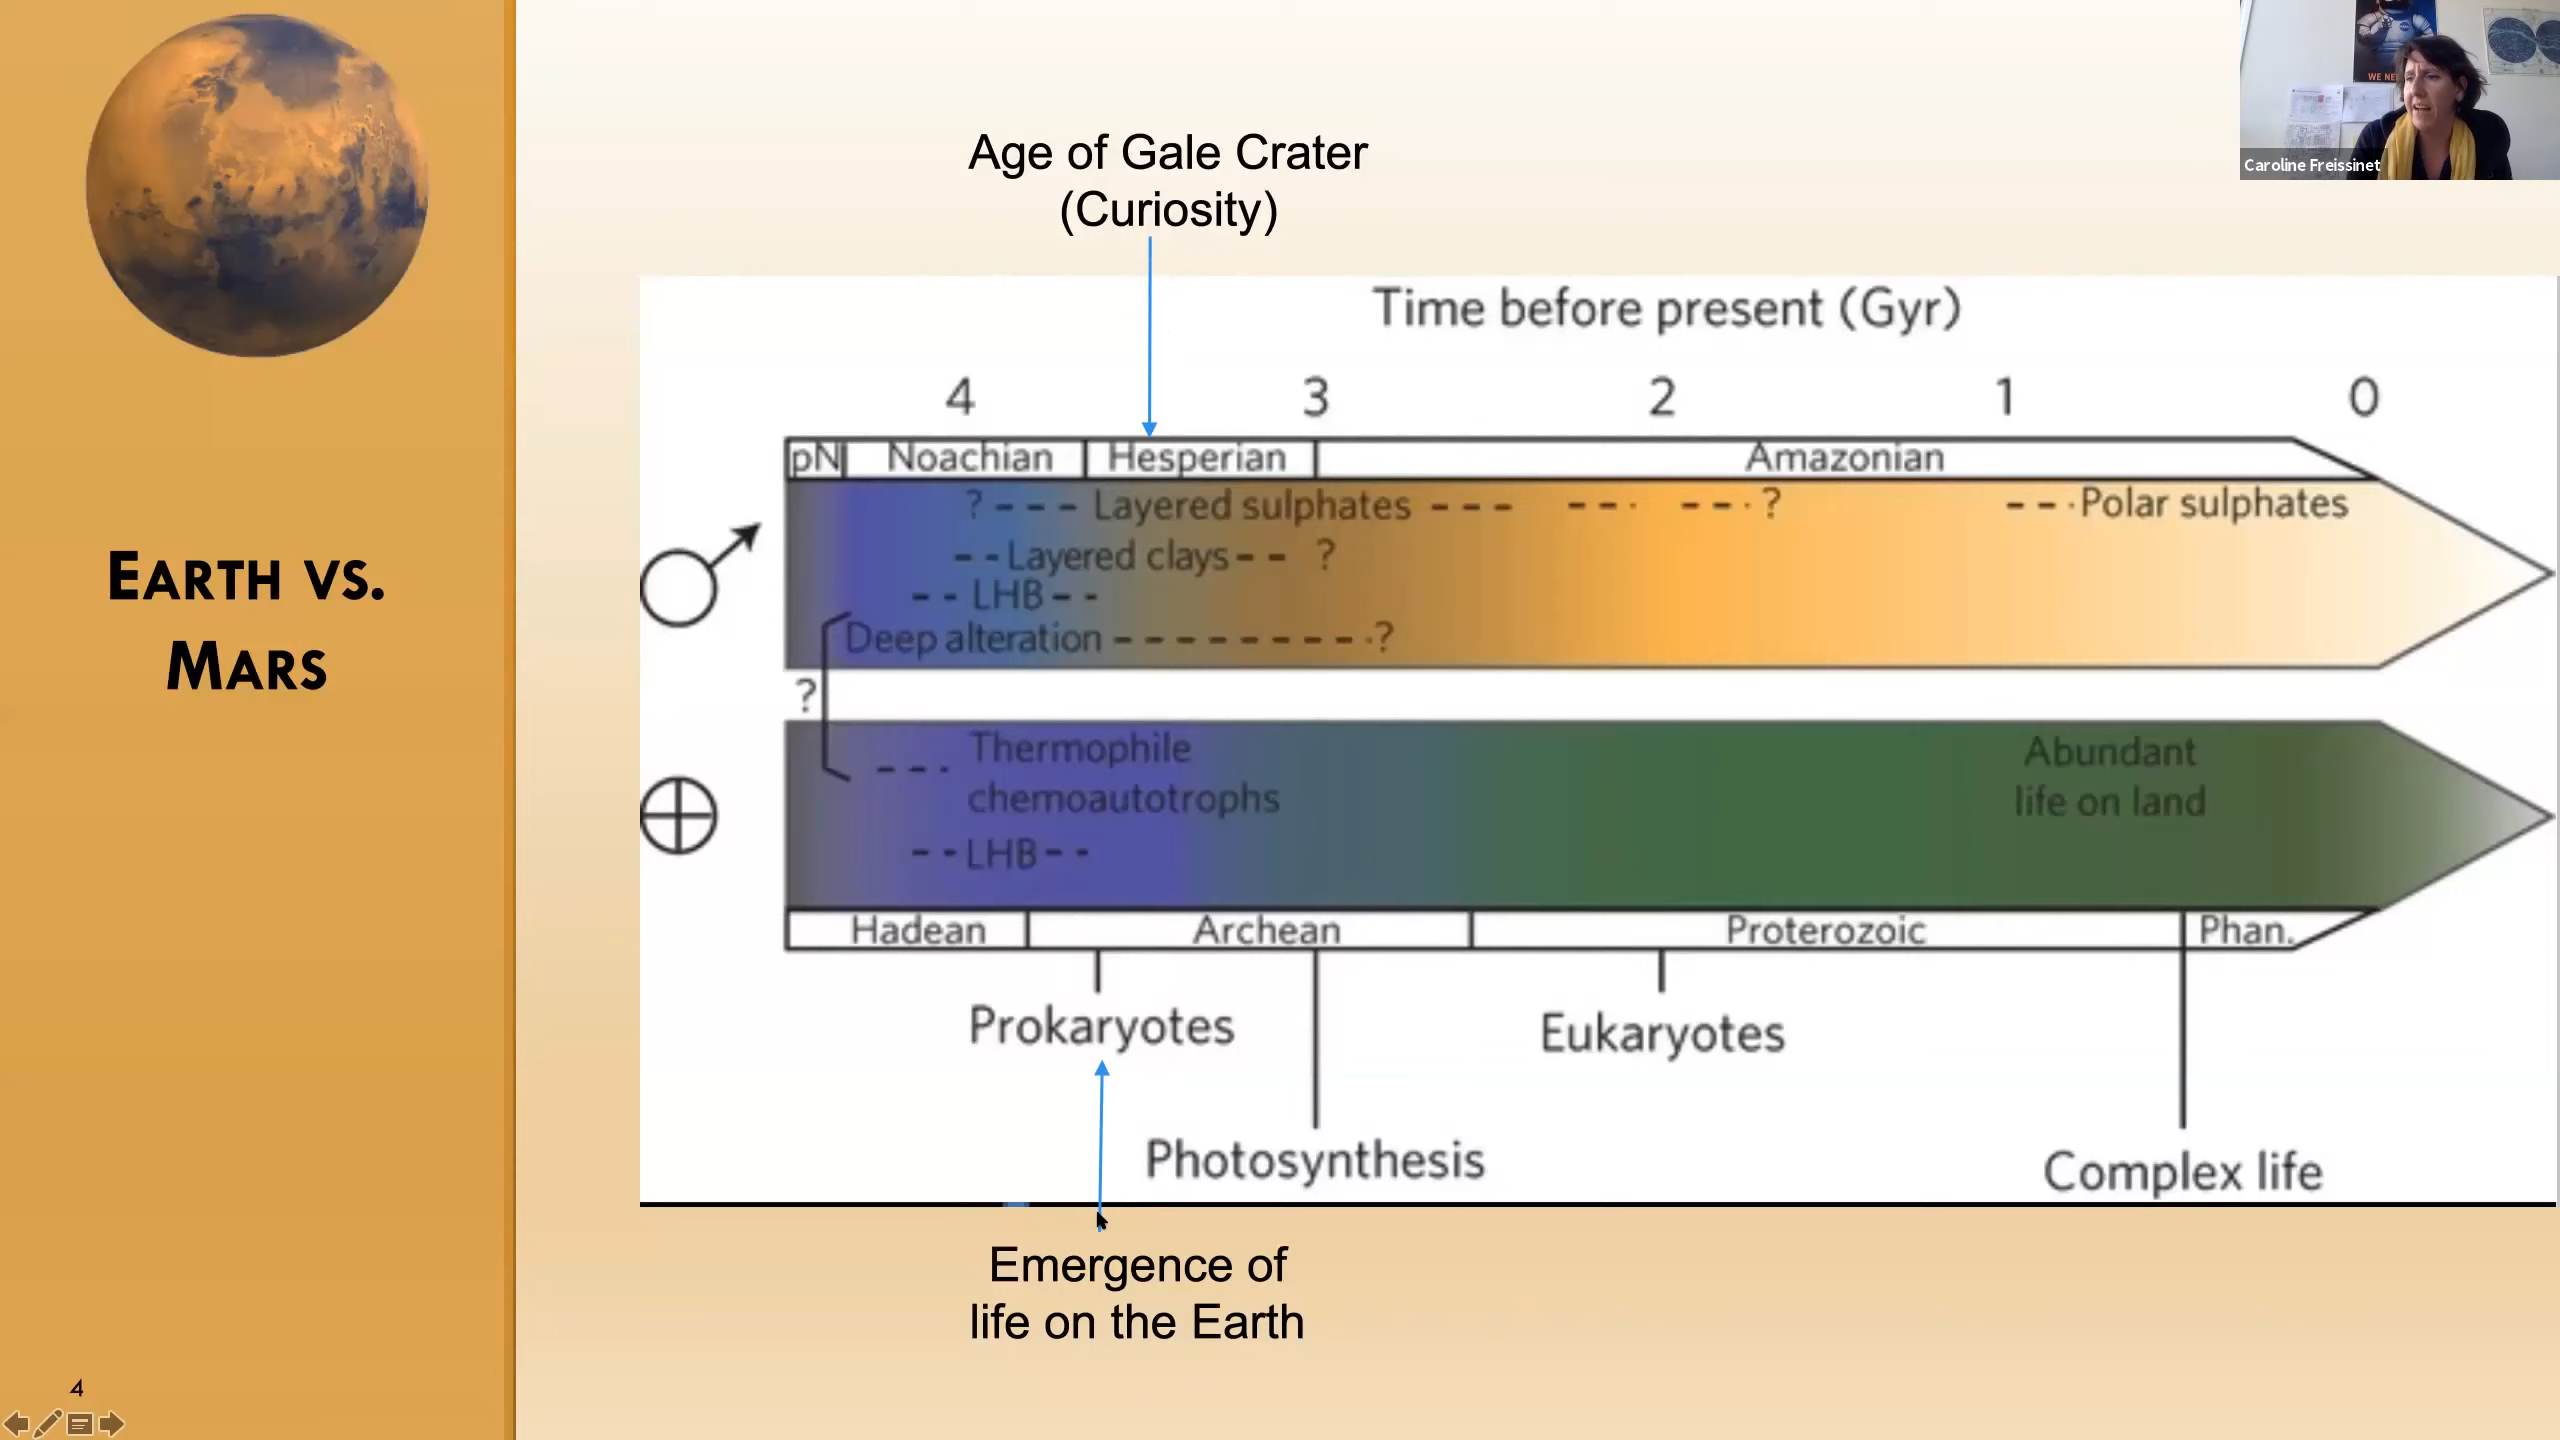 EARTH VS.
MARS
4
Age of Gale Crater
(Curiosity)
WE NE
Caroline Freissinet
Time before present (Gyr)
4 3 2 1 0
pN Noachian Hesperian Amazonian
? - - - Layered sulphates - - - - - · - - · ? - - · Polar sulphates
- - Layered clays - - ?
- - LHB - -
Deep alteration - - - - - - - - · ?
?
- - · Thermophile
chemoautotrophs
- - LHB - -
Abundant
life on land
Hadean Archean Proterozoic Phan.
Prokaryotes Eukaryotes
Photosynthesis Complex life
Emergence of
life on the Earth